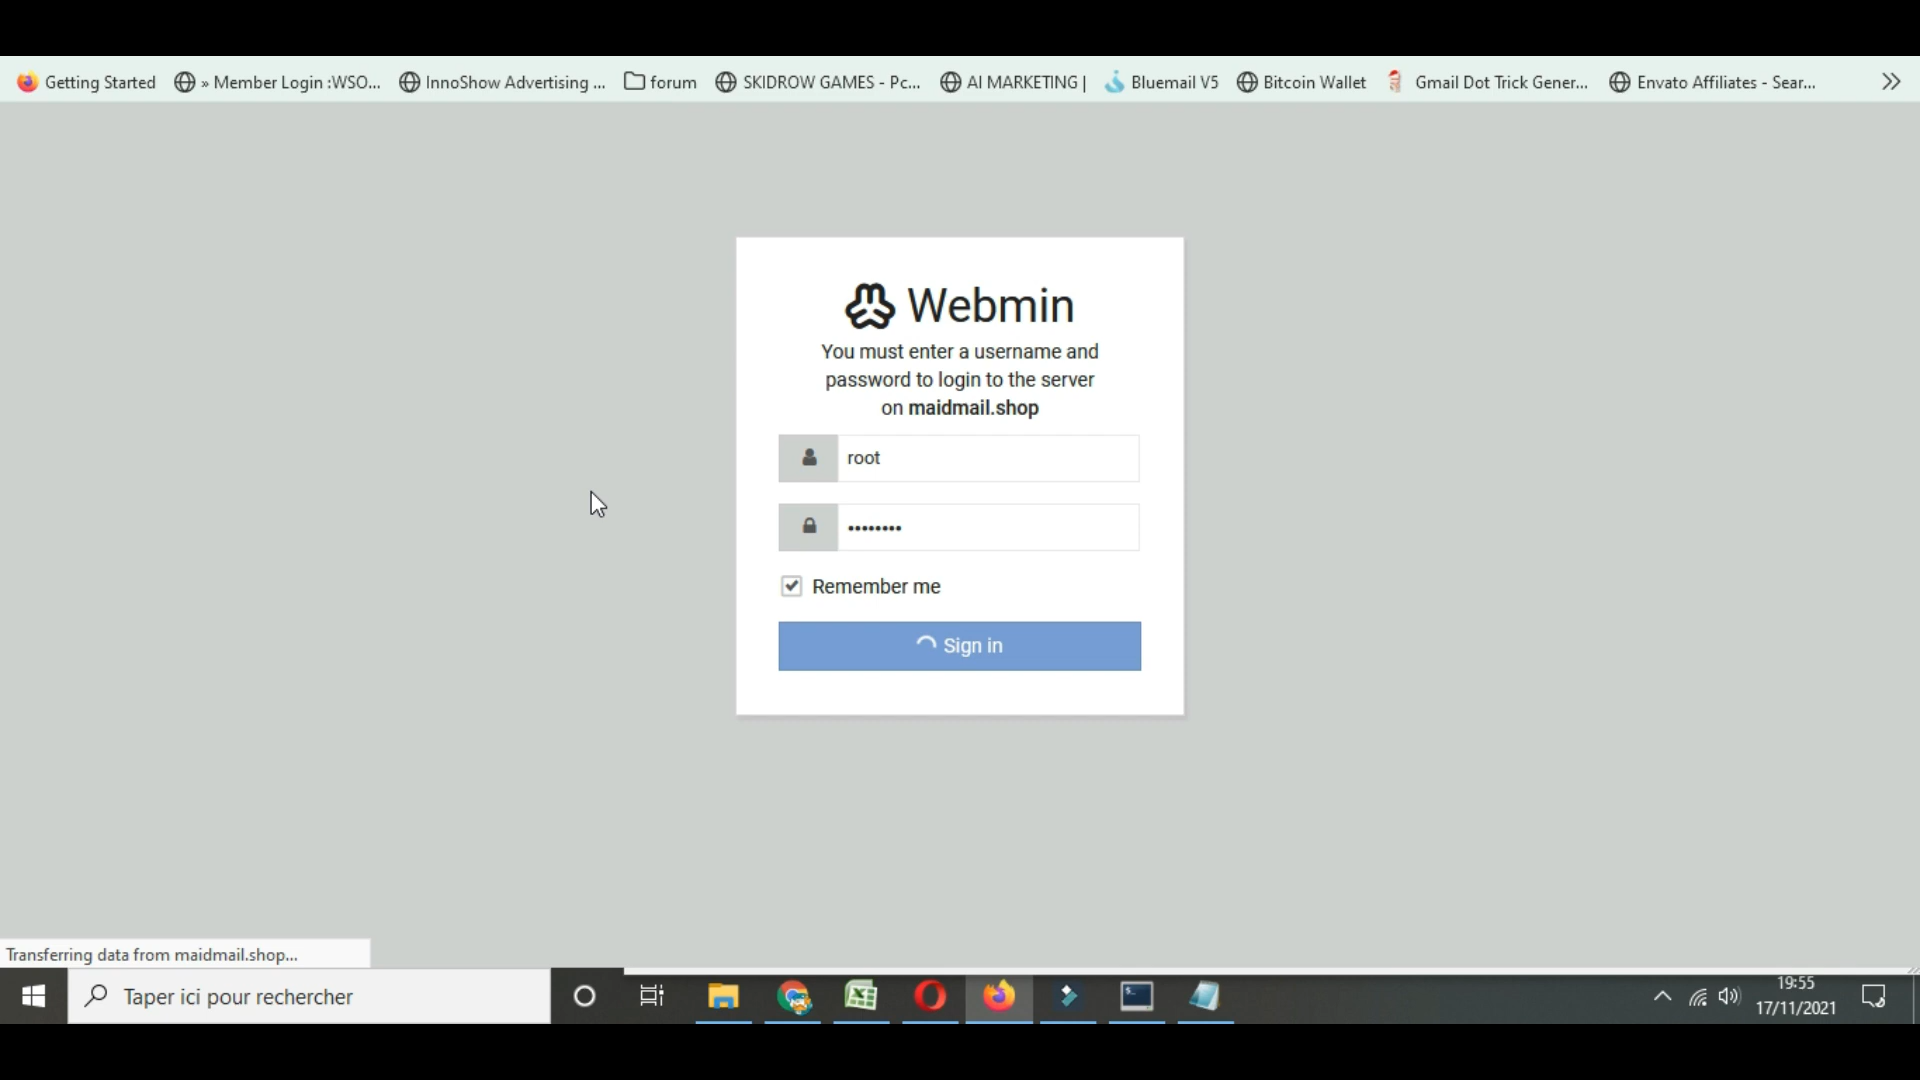 Getting Started » Member Login :WSO... InnoShow Advertising ... forum SKIDROW GAMES - Pc... AI MARKETING | Bluemail V5 Bitcoin Wallet Gmail Dot Trick Gener... Envato Affiliates - Sear...
Webmin
You must enter a username and
password to login to the server
on maidmail.shop
root
••••••••
Remember me
Sign in
Transferring data from maidmail.shop...
Taper ici pour rechercher
19:55
17/11/2021